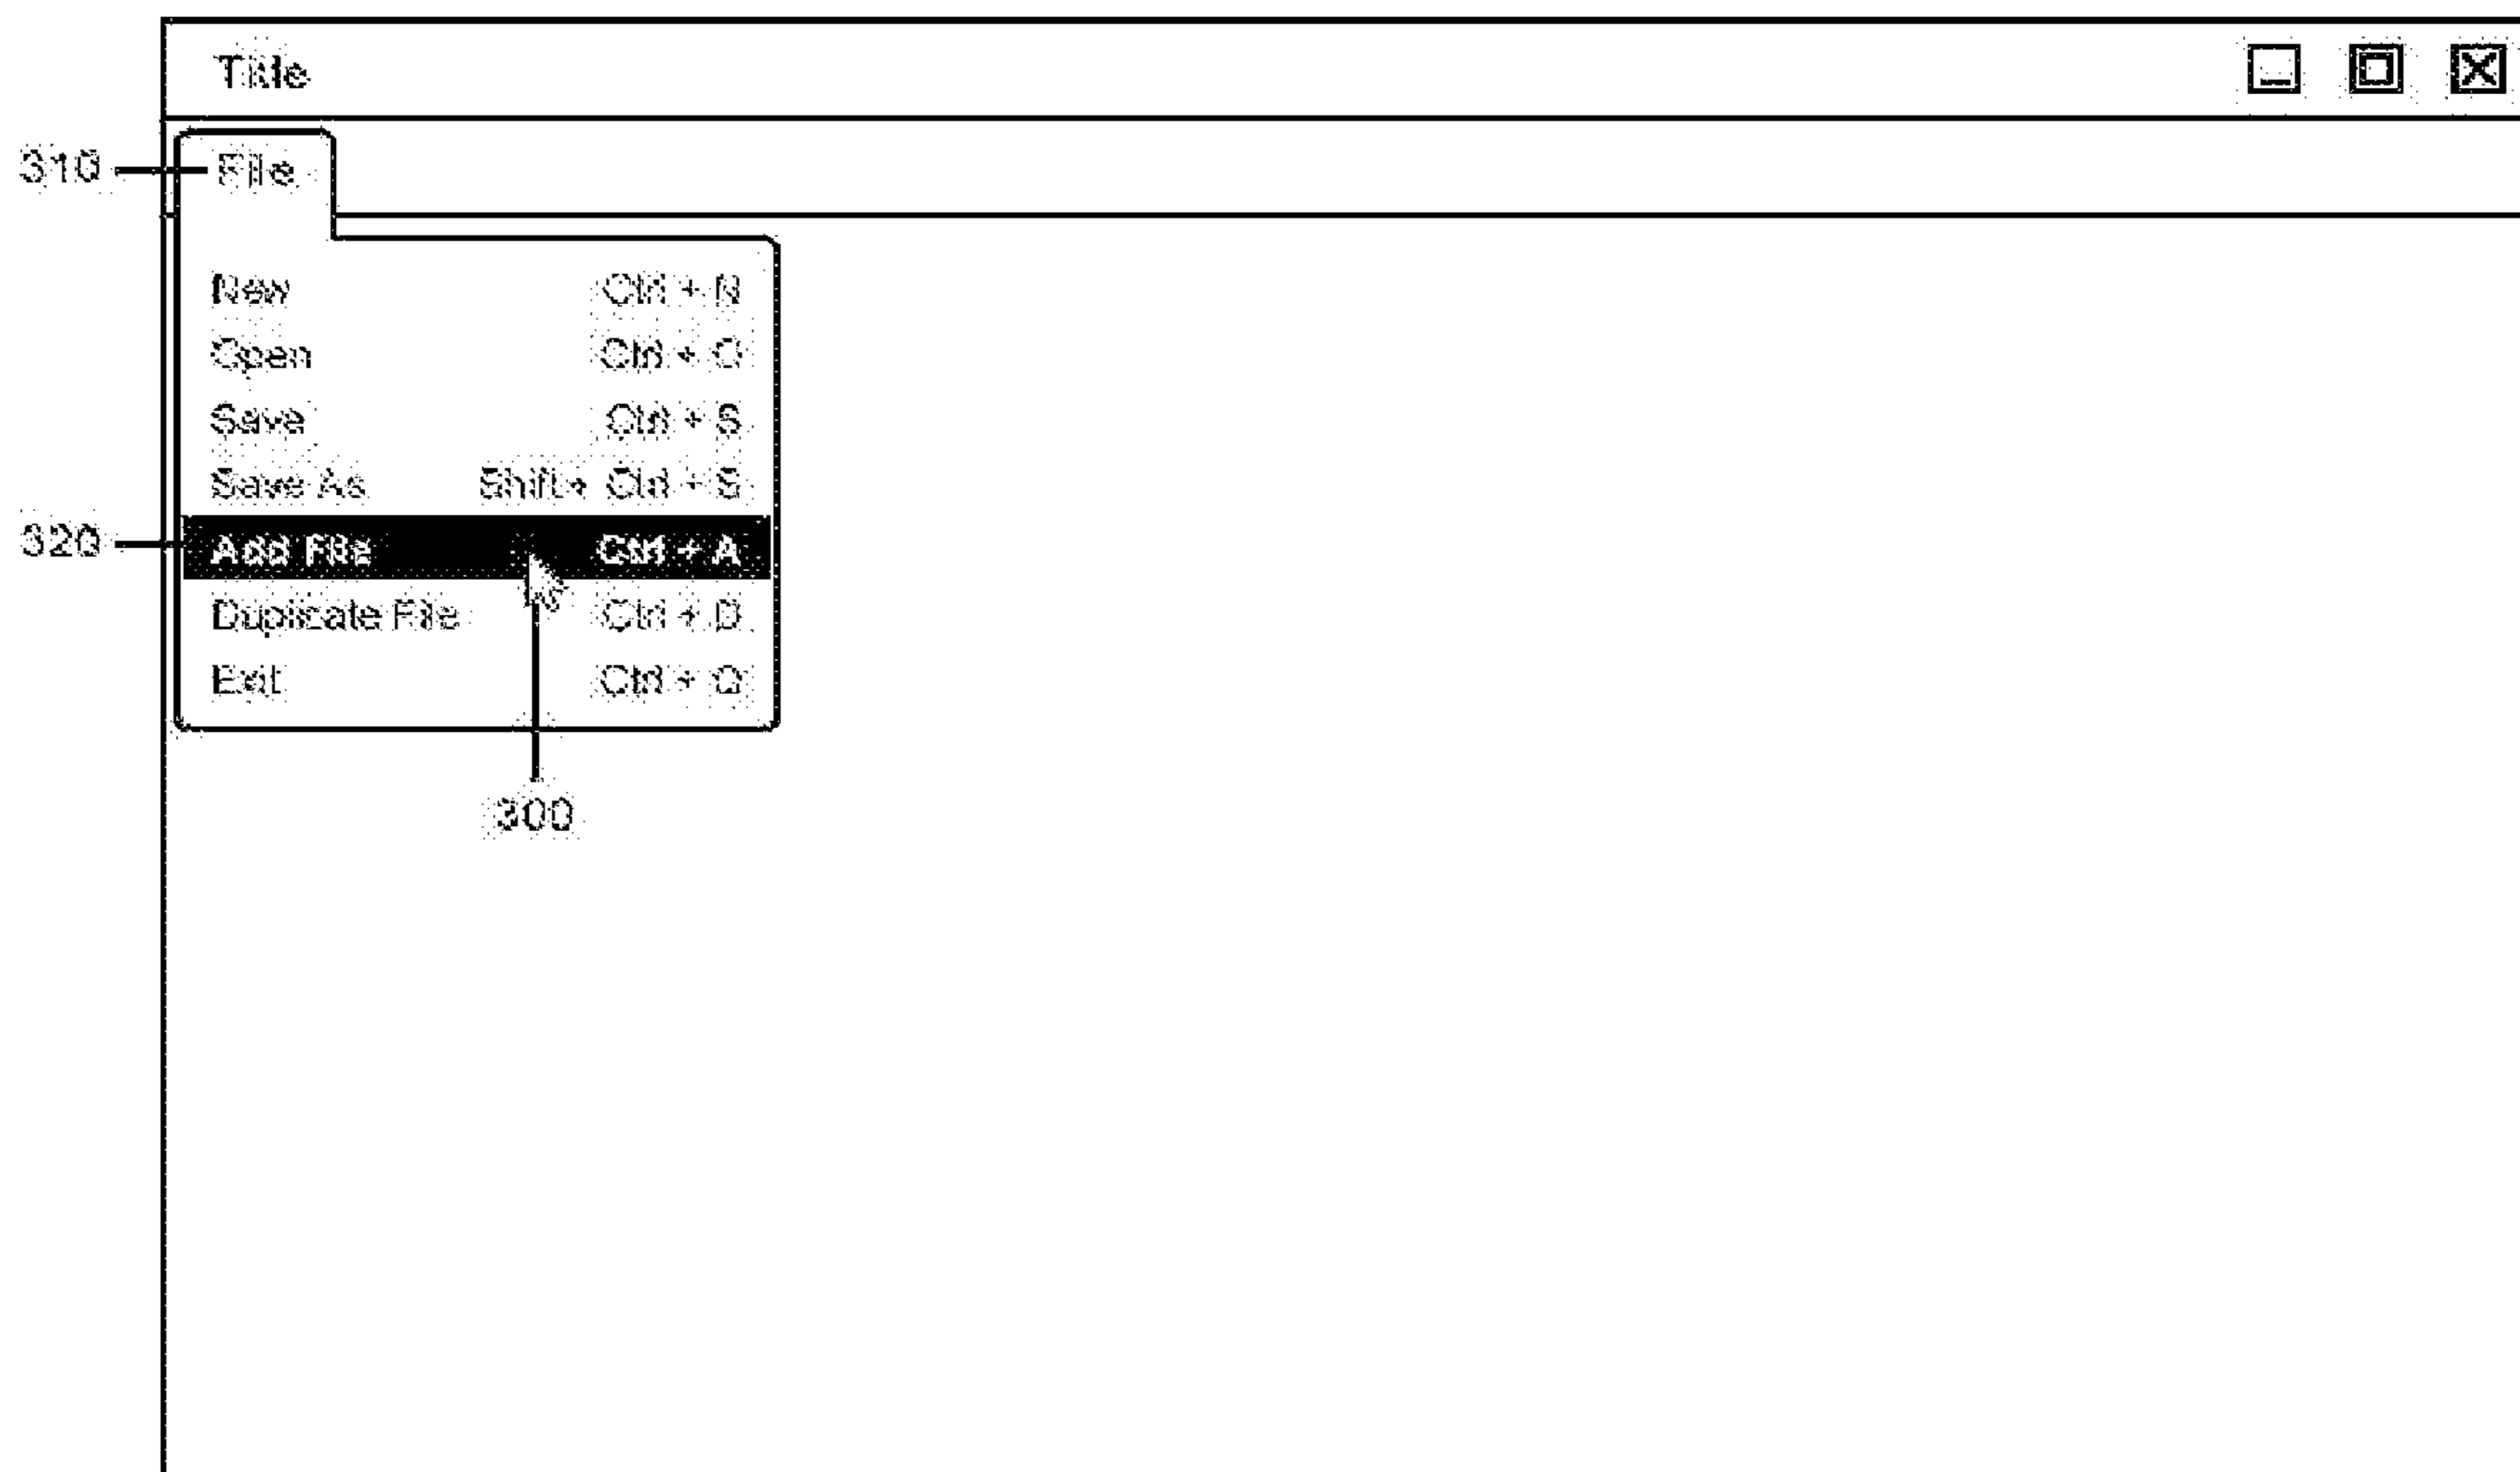 Title
310 File
New Ctrl + N
Open Ctrl + O
Save Ctrl + S
Save As Shift+ Ctrl + S
320 Add File Ctrl + A
Duplicate File Ctrl + D
Exit Ctrl + Q
300